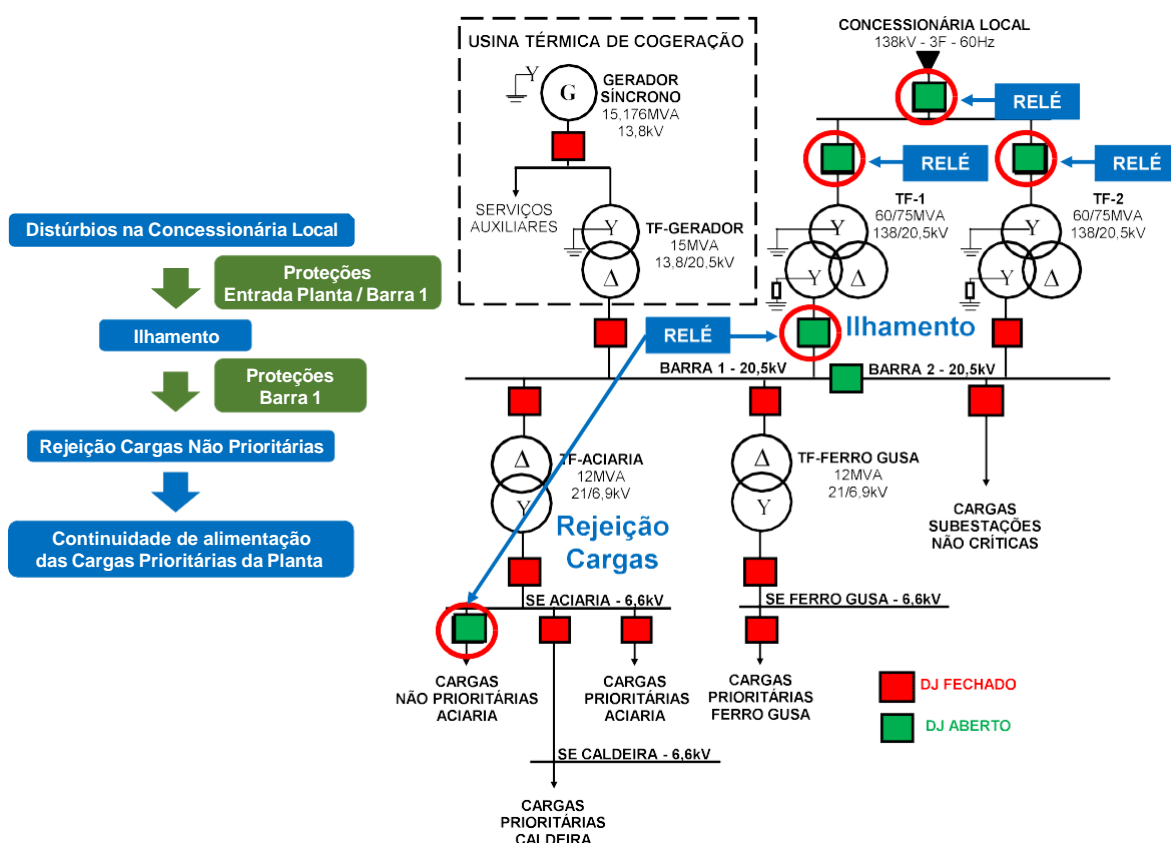 USINA TÉRMICA DE COGERAÇÃO
Y
G
GERADOR
SÍNCRONO
15,176MVA
13,8kV
SERVIÇOS
AUXILIARES
Y
Δ
TF-GERADOR
15MVA
13,8/20,5kV
CONCESSIONÁRIA LOCAL
138kV - 3F - 60Hz
RELÉ
RELÉ
RELÉ
TF-1
60/75MVA
138/20,5kV
TF-2
60/75MVA
138/20,5kV
Y
Y
Δ
Y
Y
Δ
Distúrbios na Concessionária Local
Proteções
Entrada Planta / Barra 1
Ilhamento
Proteções
Barra 1
Rejeição Cargas Não Prioritárias
Continuidade de alimentação
das Cargas Prioritárias da Planta
RELÉ
Ilhamento
BARRA 1 - 20,5kV
BARRA 2 - 20,5kV
Δ
Y
TF-ACIARIA
12MVA
21/6,9kV
Δ
Y
TF-FERRO GUSA
12MVA
21/6,9kV
CARGAS
SUBESTAÇÕES
NÃO CRÍTICAS
Rejeição
Cargas
SE ACIARIA - 6,6kV
SE FERRO GUSA - 6,6kV
CARGAS
NÃO PRIORITÁRIAS
ACIARIA
CARGAS
PRIORITÁRIAS
ACIARIA
CARGAS
PRIORITÁRIAS
FERRO GUSA
DJ FECHADO
DJ ABERTO
SE CALDEIRA - 6,6kV
CARGAS
PRIORITÁRIAS
CALDEIRA